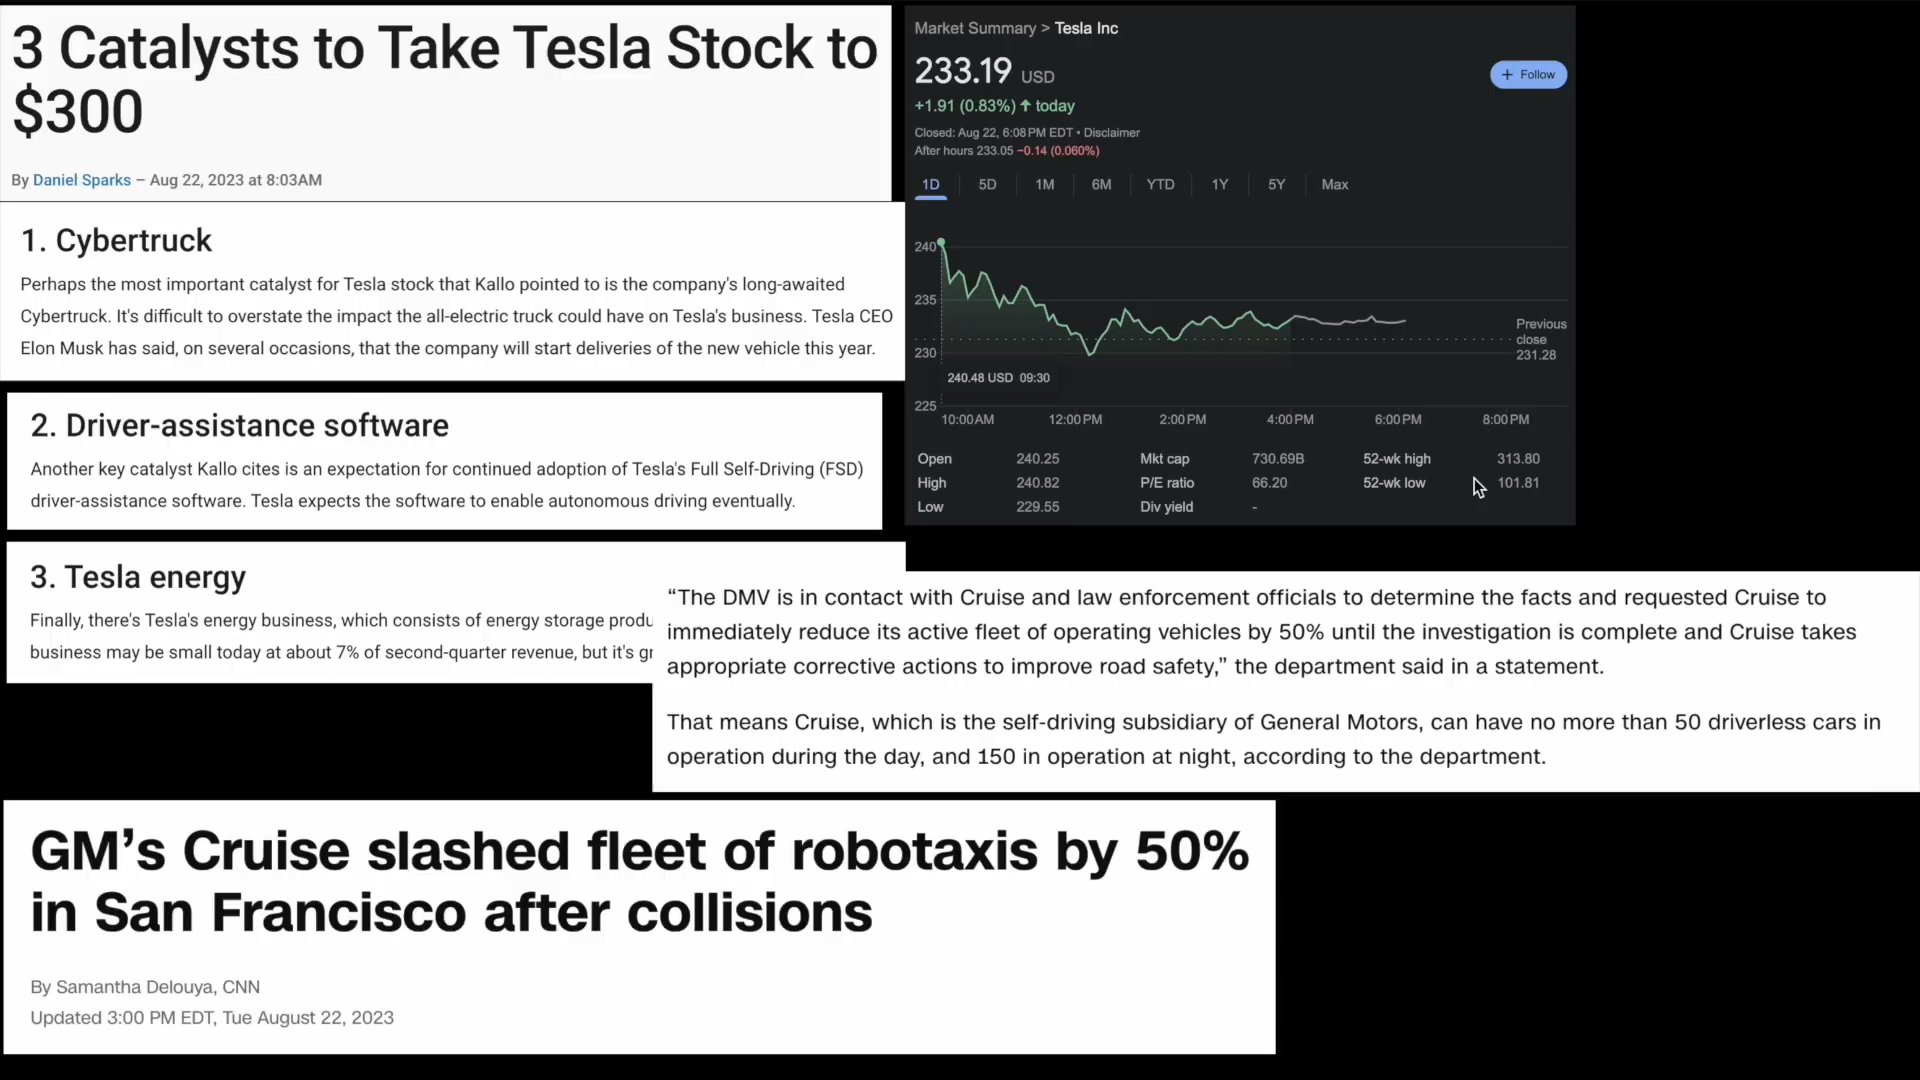 3 Catalysts to Take Tesla Stock to
$300
By Daniel Sparks – Aug 22, 2023 at 8:03AM
1. Cybertruck
Perhaps the most important catalyst for Tesla stock that Kallo pointed to is the company's long-awaited
Cybertruck. It's difficult to overstate the impact the all-electric truck could have on Tesla's business. Tesla CEO
Elon Musk has said, on several occasions, that the company will start deliveries of the new vehicle this year.
2. Driver-assistance software
Another key catalyst Kallo cites is an expectation for continued adoption of Tesla's Full Self-Driving (FSD)
driver-assistance software. Tesla expects the software to enable autonomous driving eventually.
3. Tesla energy
Finally, there's Tesla's energy business, which consists of energy storage produ
business may be small today at about 7% of second-quarter revenue, but it's gr
Market Summary > Tesla Inc
233.19 USD
+ Follow
+1.91 (0.83%) ↑ today
Closed: Aug 22, 6:08 PM EDT • Disclaimer
After hours 233.05 −0.14 (0.060%)
1D 5D 1M 6M YTD 1Y 5Y Max
240
235
230
225
Previous
close
231.28
240.48 USD 09:30
10:00 AM 12:00 PM 2:00 PM 4:00 PM 6:00 PM 8:00 PM
Open 240.25 Mkt cap 730.69B 52-wk high 313.80
High 240.82 P/E ratio 66.20 52-wk low 101.81
Low 229.55 Div yield -
“The DMV is in contact with Cruise and law enforcement officials to determine the facts and requested Cruise to
immediately reduce its active fleet of operating vehicles by 50% until the investigation is complete and Cruise takes
appropriate corrective actions to improve road safety,” the department said in a statement.
That means Cruise, which is the self-driving subsidiary of General Motors, can have no more than 50 driverless cars in
operation during the day, and 150 in operation at night, according to the department.
GM’s Cruise slashed fleet of robotaxis by 50%
in San Francisco after collisions
By Samantha Delouya, CNN
Updated 3:00 PM EDT, Tue August 22, 2023